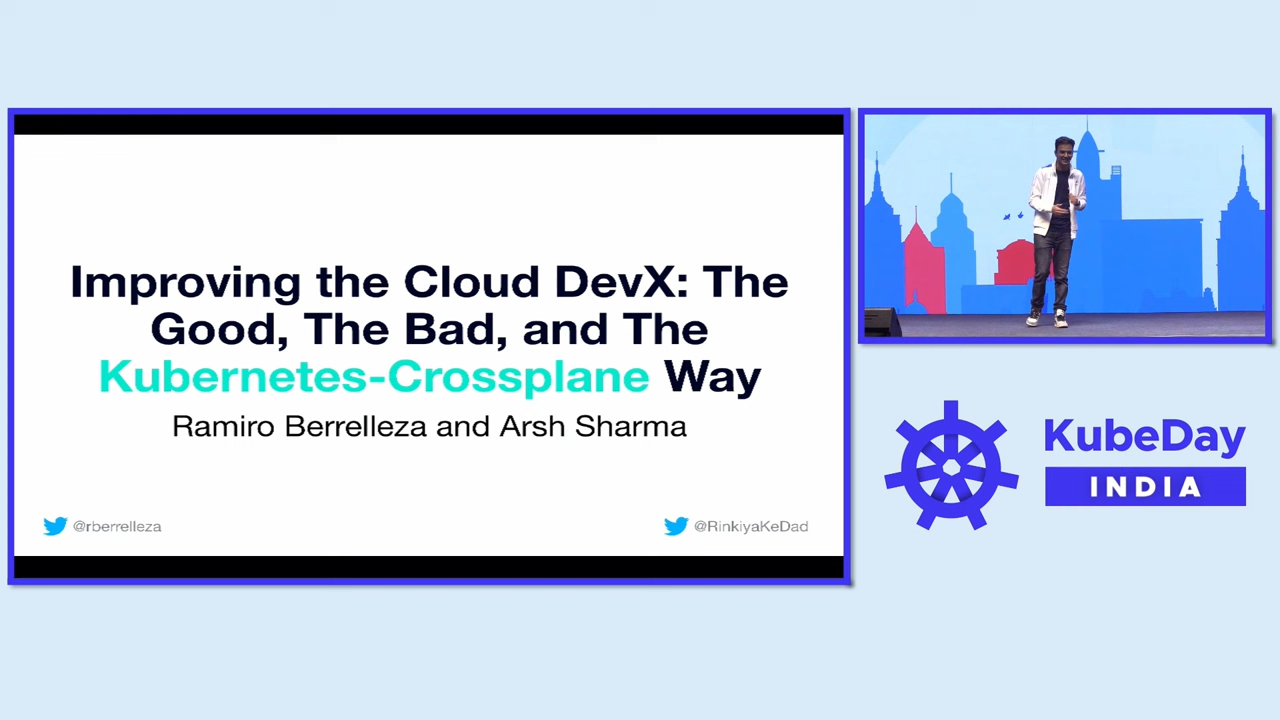 Improving the Cloud DevX: The
Good, The Bad, and The
Kubernetes-Crossplane Way
Ramiro Berrelleza and Arsh Sharma
@rberrelleza
@RinkiyaKeDad
KubeDay
INDIA